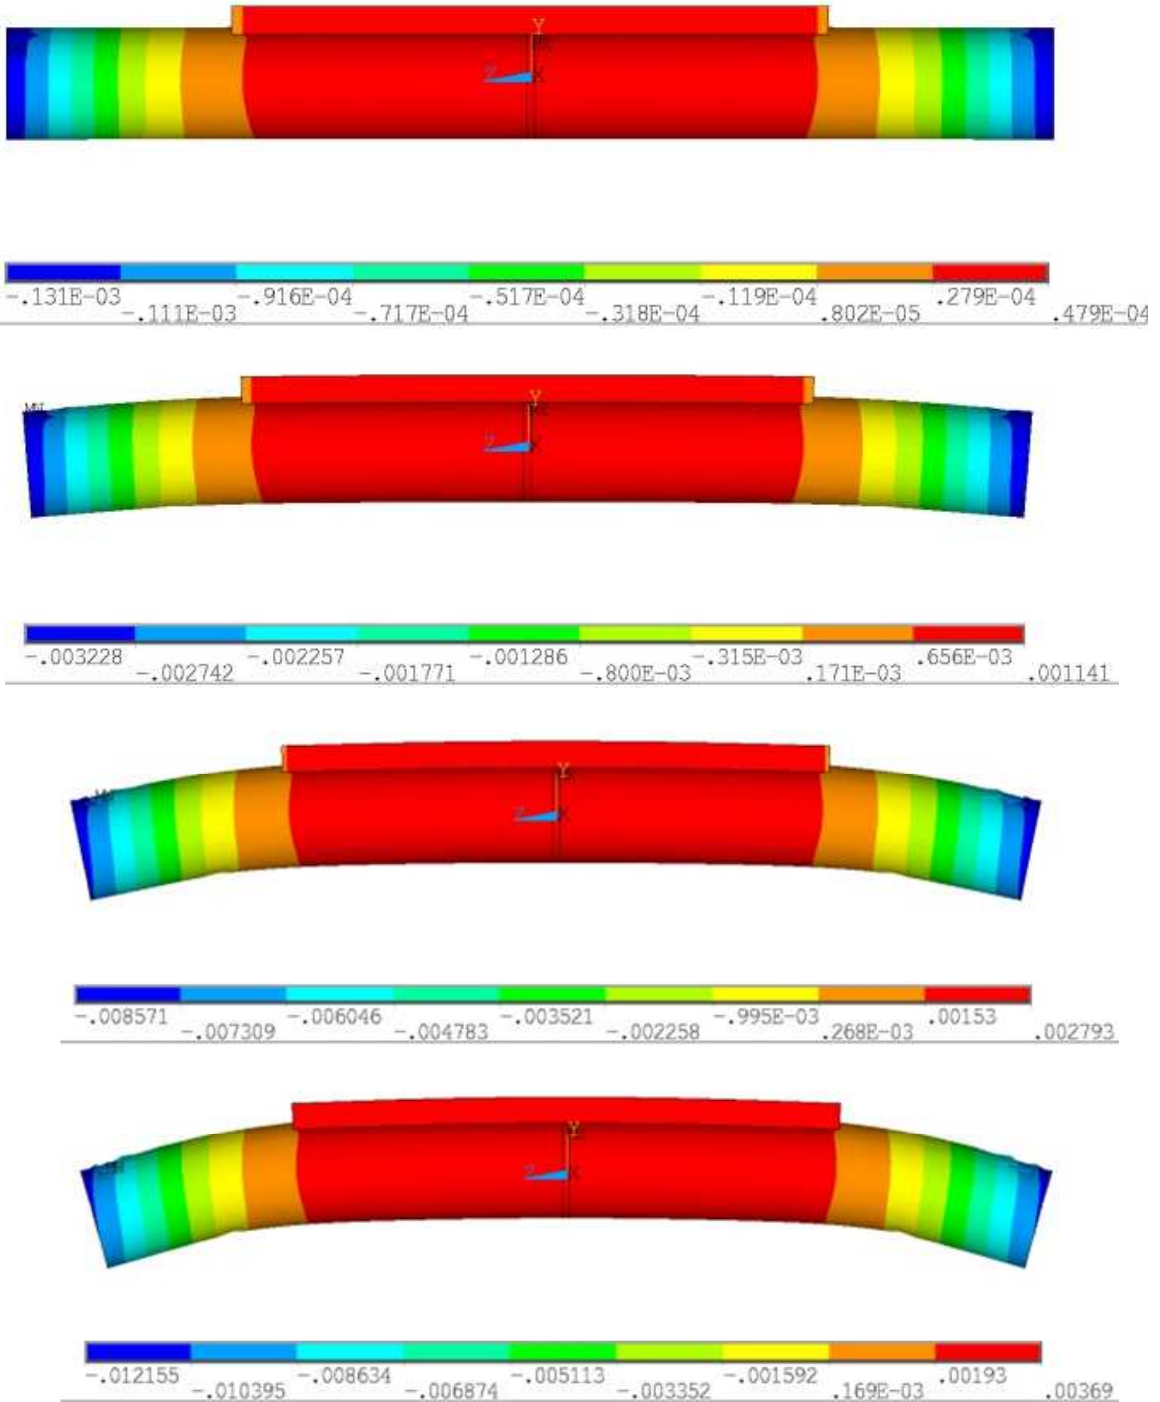 Y
MX
Z X
-.131E-03 -.916E-04 -.517E-04 -.119E-04 .279E-04
-.111E-03 -.717E-04 -.318E-04 .802E-05 .479E-04
MN Y
Z X
-.003228 -.002257 -.001286 -.315E-03 .656E-03
-.002742 -.001771 -.800E-03 .171E-03 .001141
Y
MN
Z X
-.008571 -.006046 -.003521 -.995E-03 .00153
-.007309 -.004783 -.002258 .268E-03 .002793
Y
Z X
-.012155 -.008634 -.005113 -.001592 .00193
-.010395 -.006874 -.003352 .169E-03 .00369